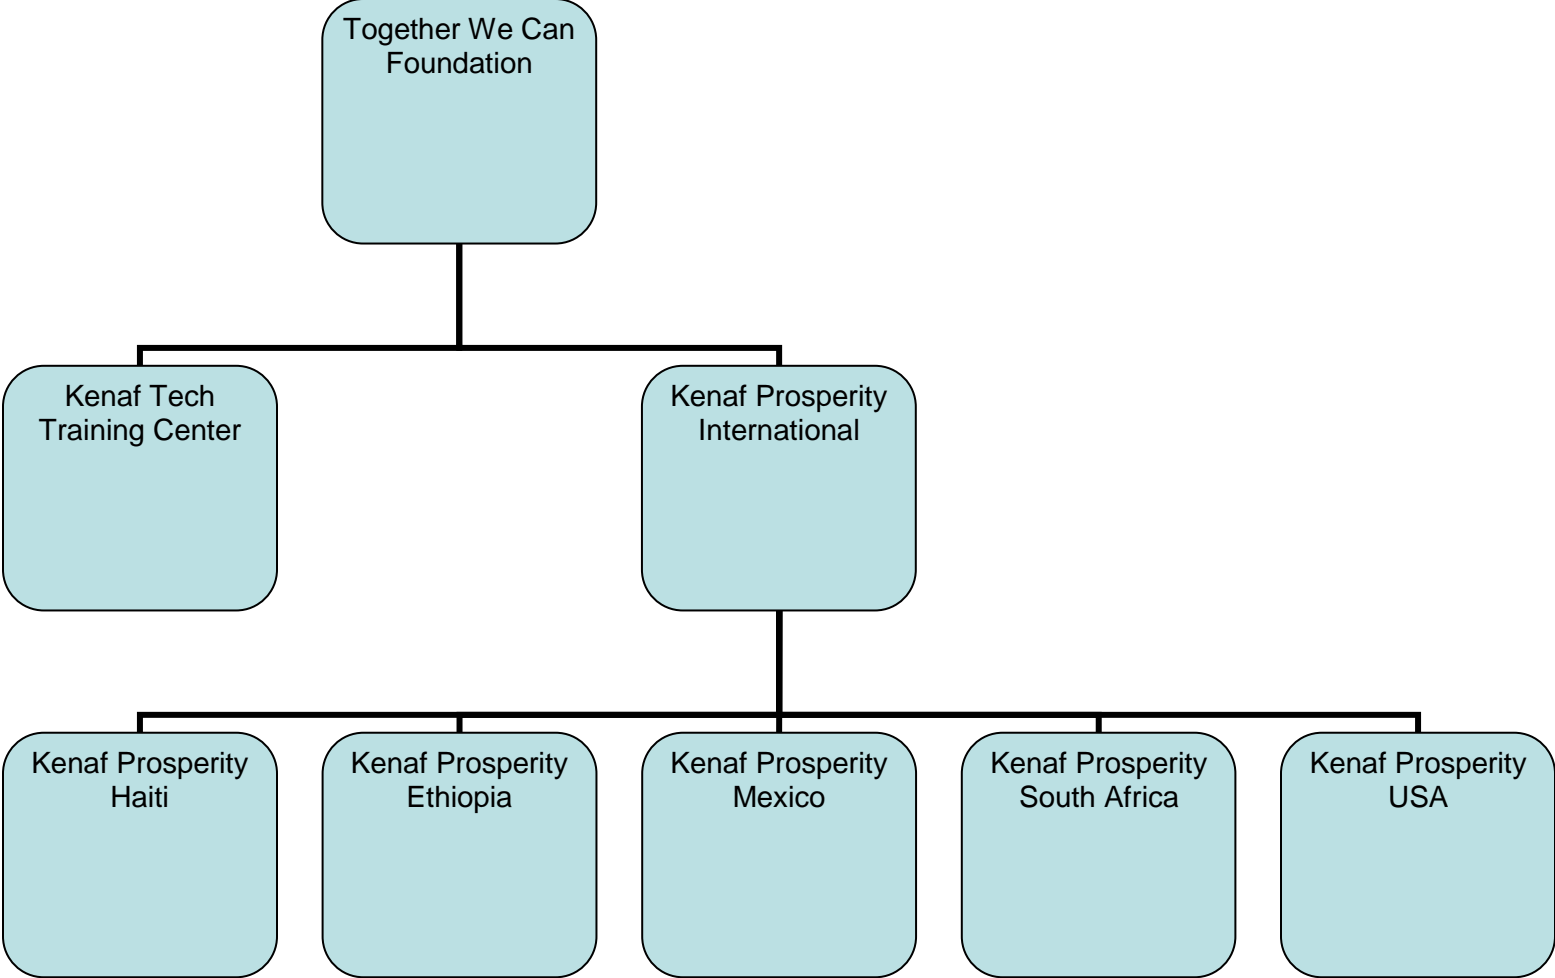 Together We Can
Foundation
Kenaf Tech
Training Center
Kenaf Prosperity
International
Kenaf Prosperity
Haiti
Kenaf Prosperity
Ethiopia
Kenaf Prosperity
Mexico
Kenaf Prosperity
South Africa
Kenaf Prosperity
USA